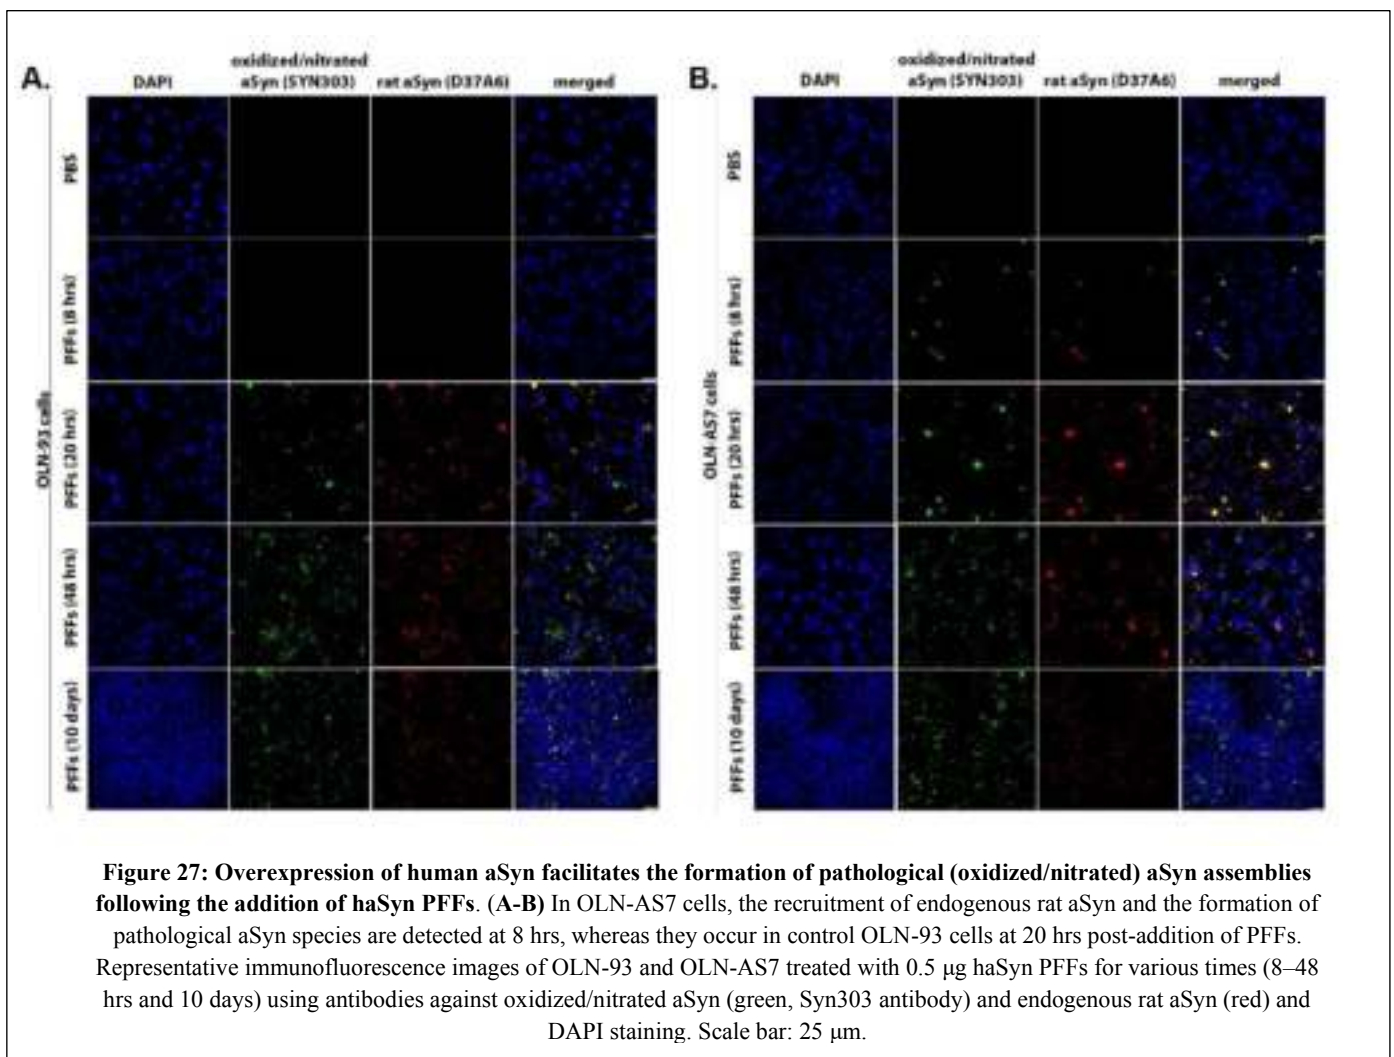 A.
DAPI
oxidized/nitrated
aSyn (SYN303)
rat aSyn (D37A6)
merged
OLN-93 cells
PBS
PFFs (8 hrs)
PFFs (20 hrs)
PFFs (48 hrs)
PFFs (10 days)
B.
DAPI
oxidized/nitrated
aSyn (SYN303)
rat aSyn (D37A6)
merged
OLN-AS7 cells
PBS
PFFs (8 hrs)
PFFs (20 hrs)
PFFs (48 hrs)
PFFs (10 days)
Figure 27: Overexpression of human aSyn facilitates the formation of pathological (oxidized/nitrated) aSyn assemblies
following the addition of haSyn PFFs. (A-B) In OLN-AS7 cells, the recruitment of endogenous rat aSyn and the formation of
pathological aSyn species are detected at 8 hrs, whereas they occur in control OLN-93 cells at 20 hrs post-addition of PFFs.
Representative immunofluorescence images of OLN-93 and OLN-AS7 treated with 0.5 μg haSyn PFFs for various times (8–48
hrs and 10 days) using antibodies against oxidized/nitrated aSyn (green, Syn303 antibody) and endogenous rat aSyn (red) and
DAPI staining. Scale bar: 25 μm.